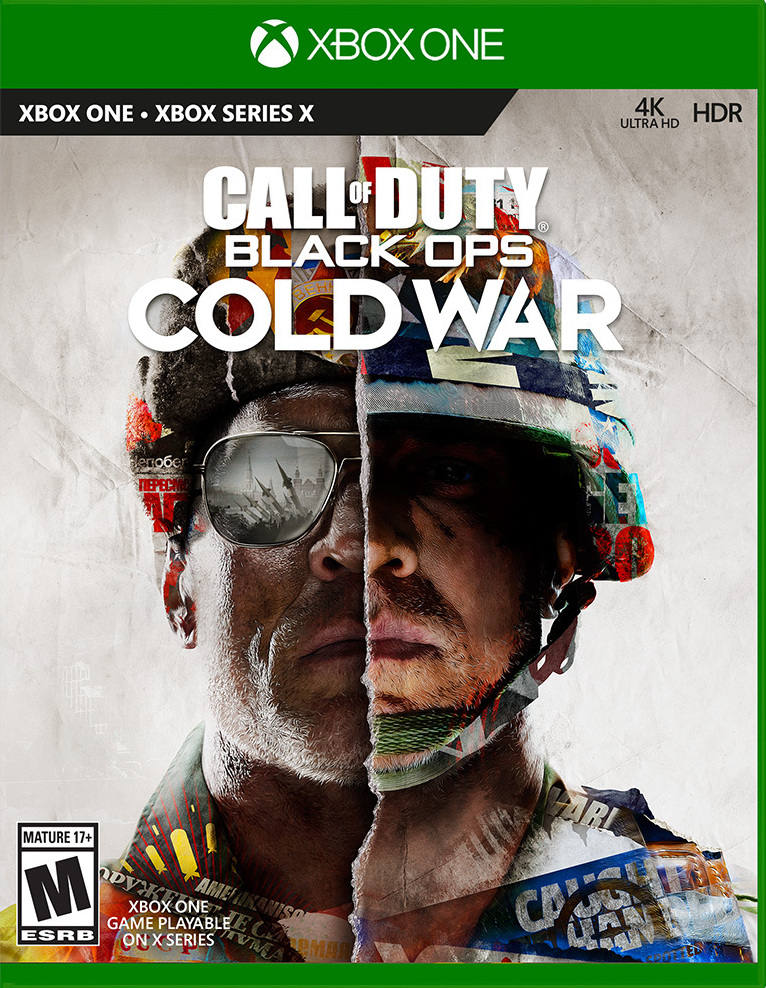 XBOX ONE
XBOX ONE • XBOX SERIES X
4K
ULTRA HD
HDR
CALL OF DUTY®
BLACK OPS
COLD WAR
MATURE 17+
M
ESRB
XBOX ONE
GAME PLAYABLE
ON X SERIES
CAUGHT